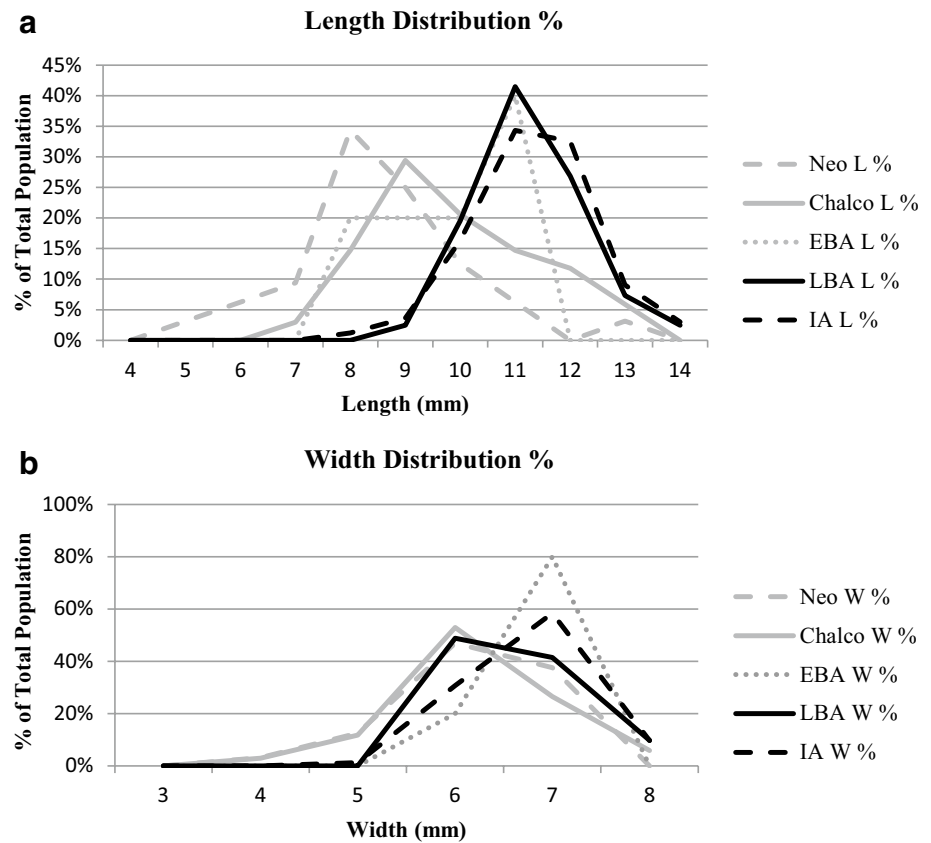 a
Length Distribution %
45%
40%
35%
30%
25%
20%
15%
10%
5%
0%
% of Total Population
4 5 6 7 8 9 10 11 12 13 14
Length (mm)
Neo L %
Chalco L %
EBA L %
LBA L %
IA L %
b
Width Distribution %
100%
80%
60%
40%
20%
0%
% of Total Population
3 4 5 6 7 8
Width (mm)
Neo W %
Chalco W %
EBA W %
LBA W %
IA W %